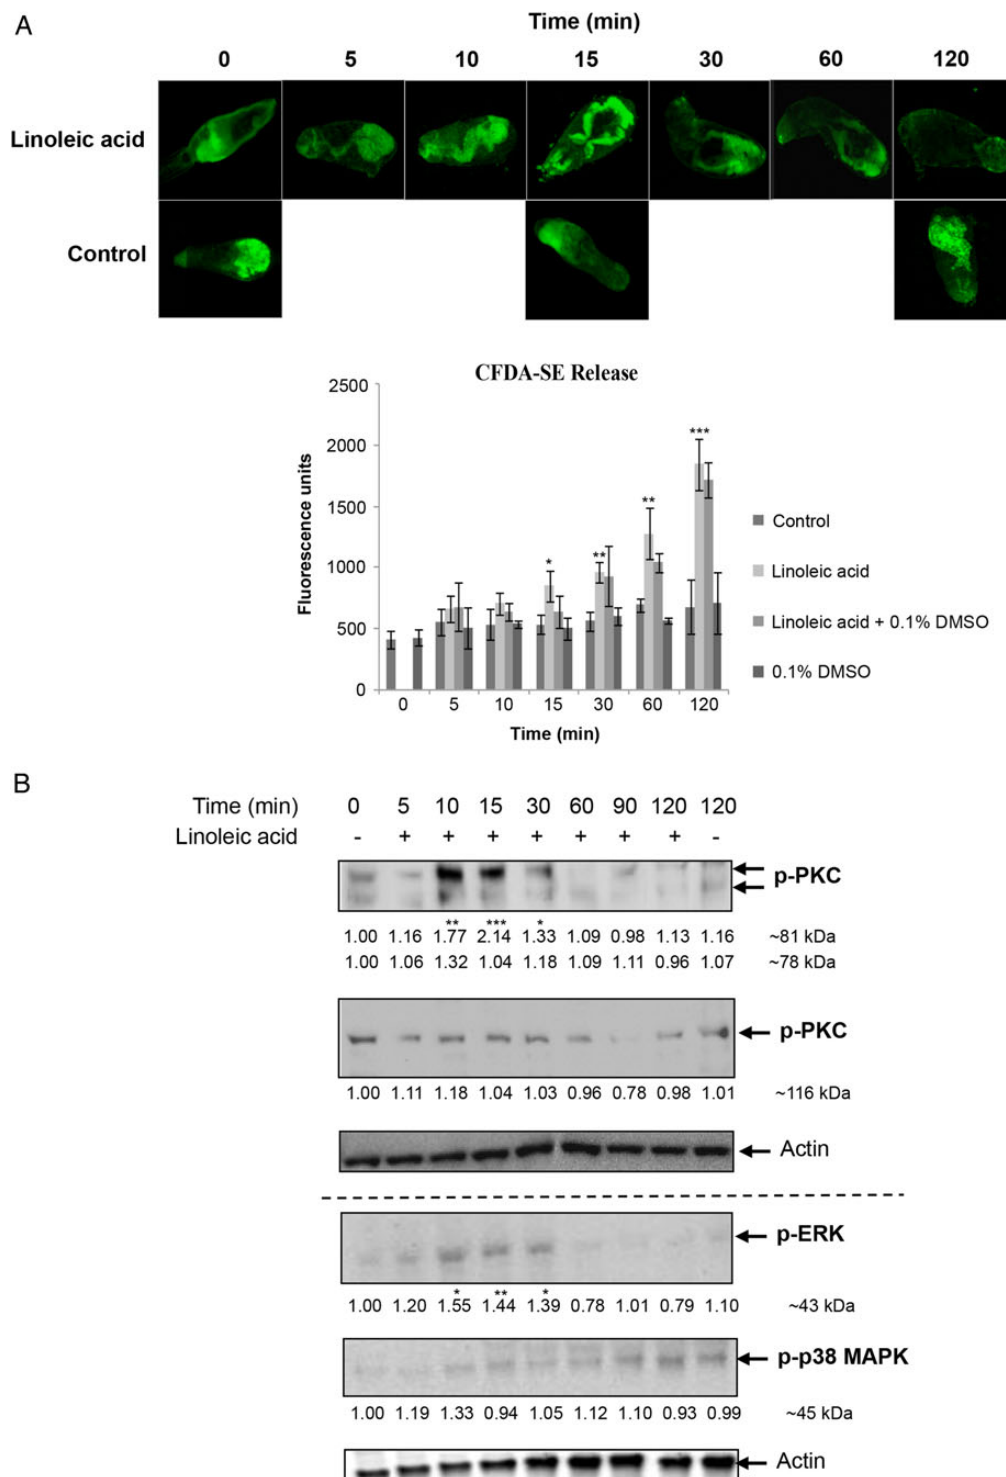 A
Time (min)
0 5 10 15 30 60 120
Linoleic acid
Control
CFDA-SE Release
Fluorescence units
2500
2000
1500
1000
500
0
* ** ** ***
0 5 10 15 30 60 120
Time (min)
Control
Linoleic acid
Linoleic acid + 0.1% DMSO
0.1% DMSO
B
Time (min) 0 5 10 15 30 60 90 120 120
Linoleic acid - + + + + + + + -
p-PKC
** *** *
1.00 1.16 1.77 2.14 1.33 1.09 0.98 1.13 1.16 ~81 kDa
1.00 1.06 1.32 1.04 1.18 1.09 1.11 0.96 1.07 ~78 kDa
p-PKC
1.00 1.11 1.18 1.04 1.03 0.96 0.78 0.98 1.01 ~116 kDa
Actin
p-ERK
* ** *
1.00 1.20 1.55 1.44 1.39 0.78 1.01 0.79 1.10 ~43 kDa
p-p38 MAPK
1.00 1.19 1.33 0.94 1.05 1.12 1.10 0.93 0.99 ~45 kDa
Actin